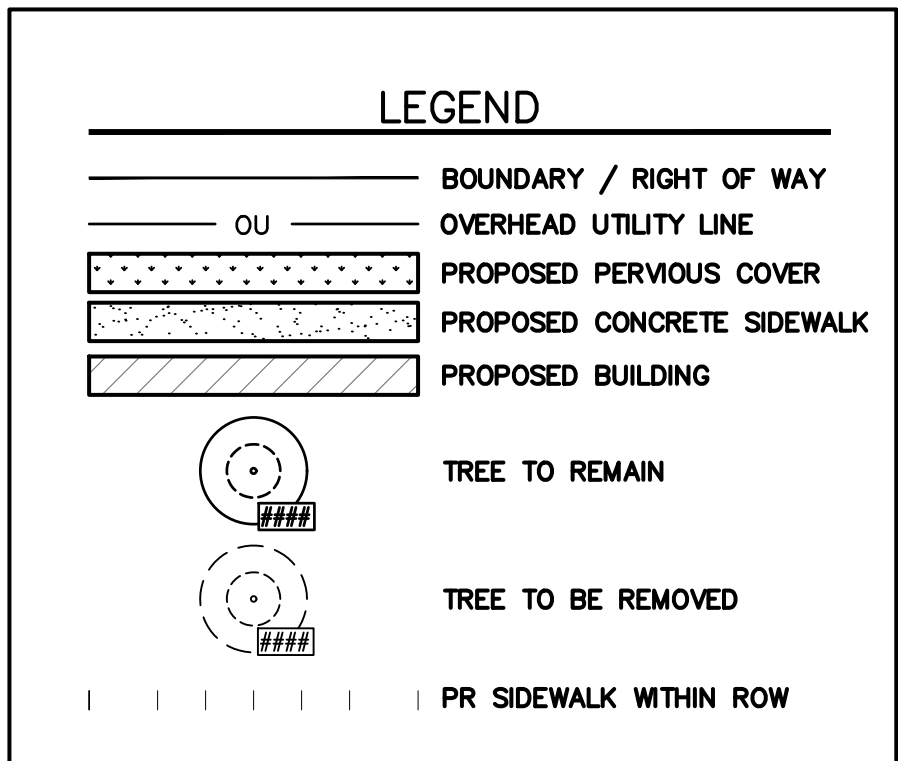 LEGEND
BOUNDARY / RIGHT OF WAY
OU OVERHEAD UTILITY LINE
PROPOSED PERVIOUS COVER
PROPOSED CONCRETE SIDEWALK
PROPOSED BUILDING
TREE TO REMAIN
####
TREE TO BE REMOVED
####
PR SIDEWALK WITHIN ROW